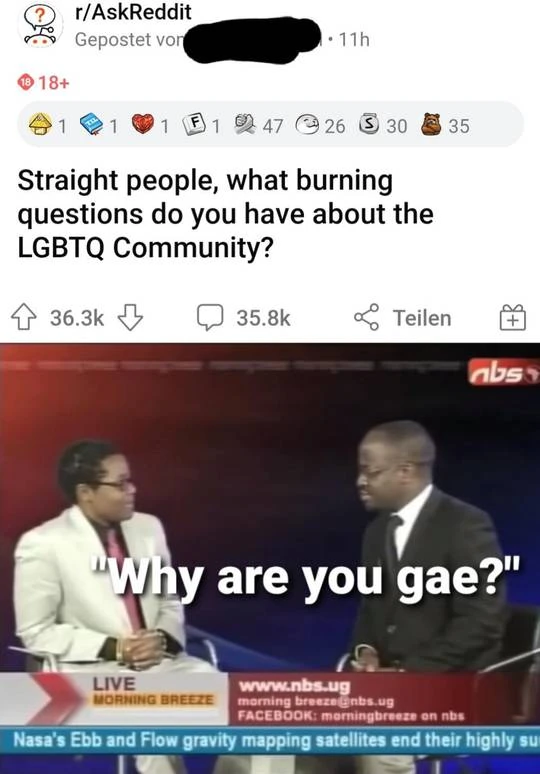 r/AskReddit
Gepostet von
• 11h
18 18+
1 1 1 F 1 47 26 S 30 35
Straight people, what burning
questions do you have about the
LGBTQ Community?
36.3k 35.8k Teilen
nbs
"Why are you gae?"
LIVE
MORNING BREEZE
www.nbs.ug
morning breeze@nbs.ug
FACEBOOK: morningbreeze on nbs
Nasa's Ebb and Flow gravity mapping satellites end their highly su